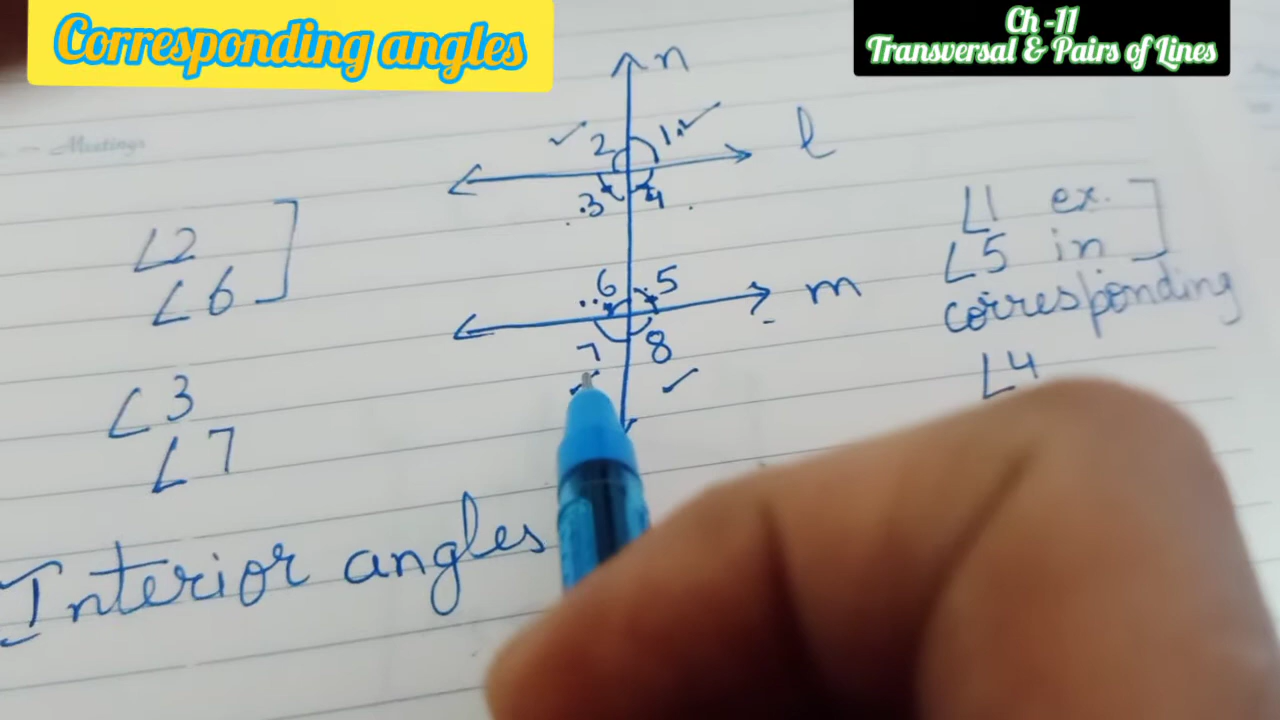 Corresponding angles
Ch -11
Transversal & Pairs of Lines
Meetings
n
l
2 1
3 4
6 5
m
7 8
∠2
∠6
∠3
∠7
∠1 ex.
∠5 in
corresponding
∠4
Interior angles